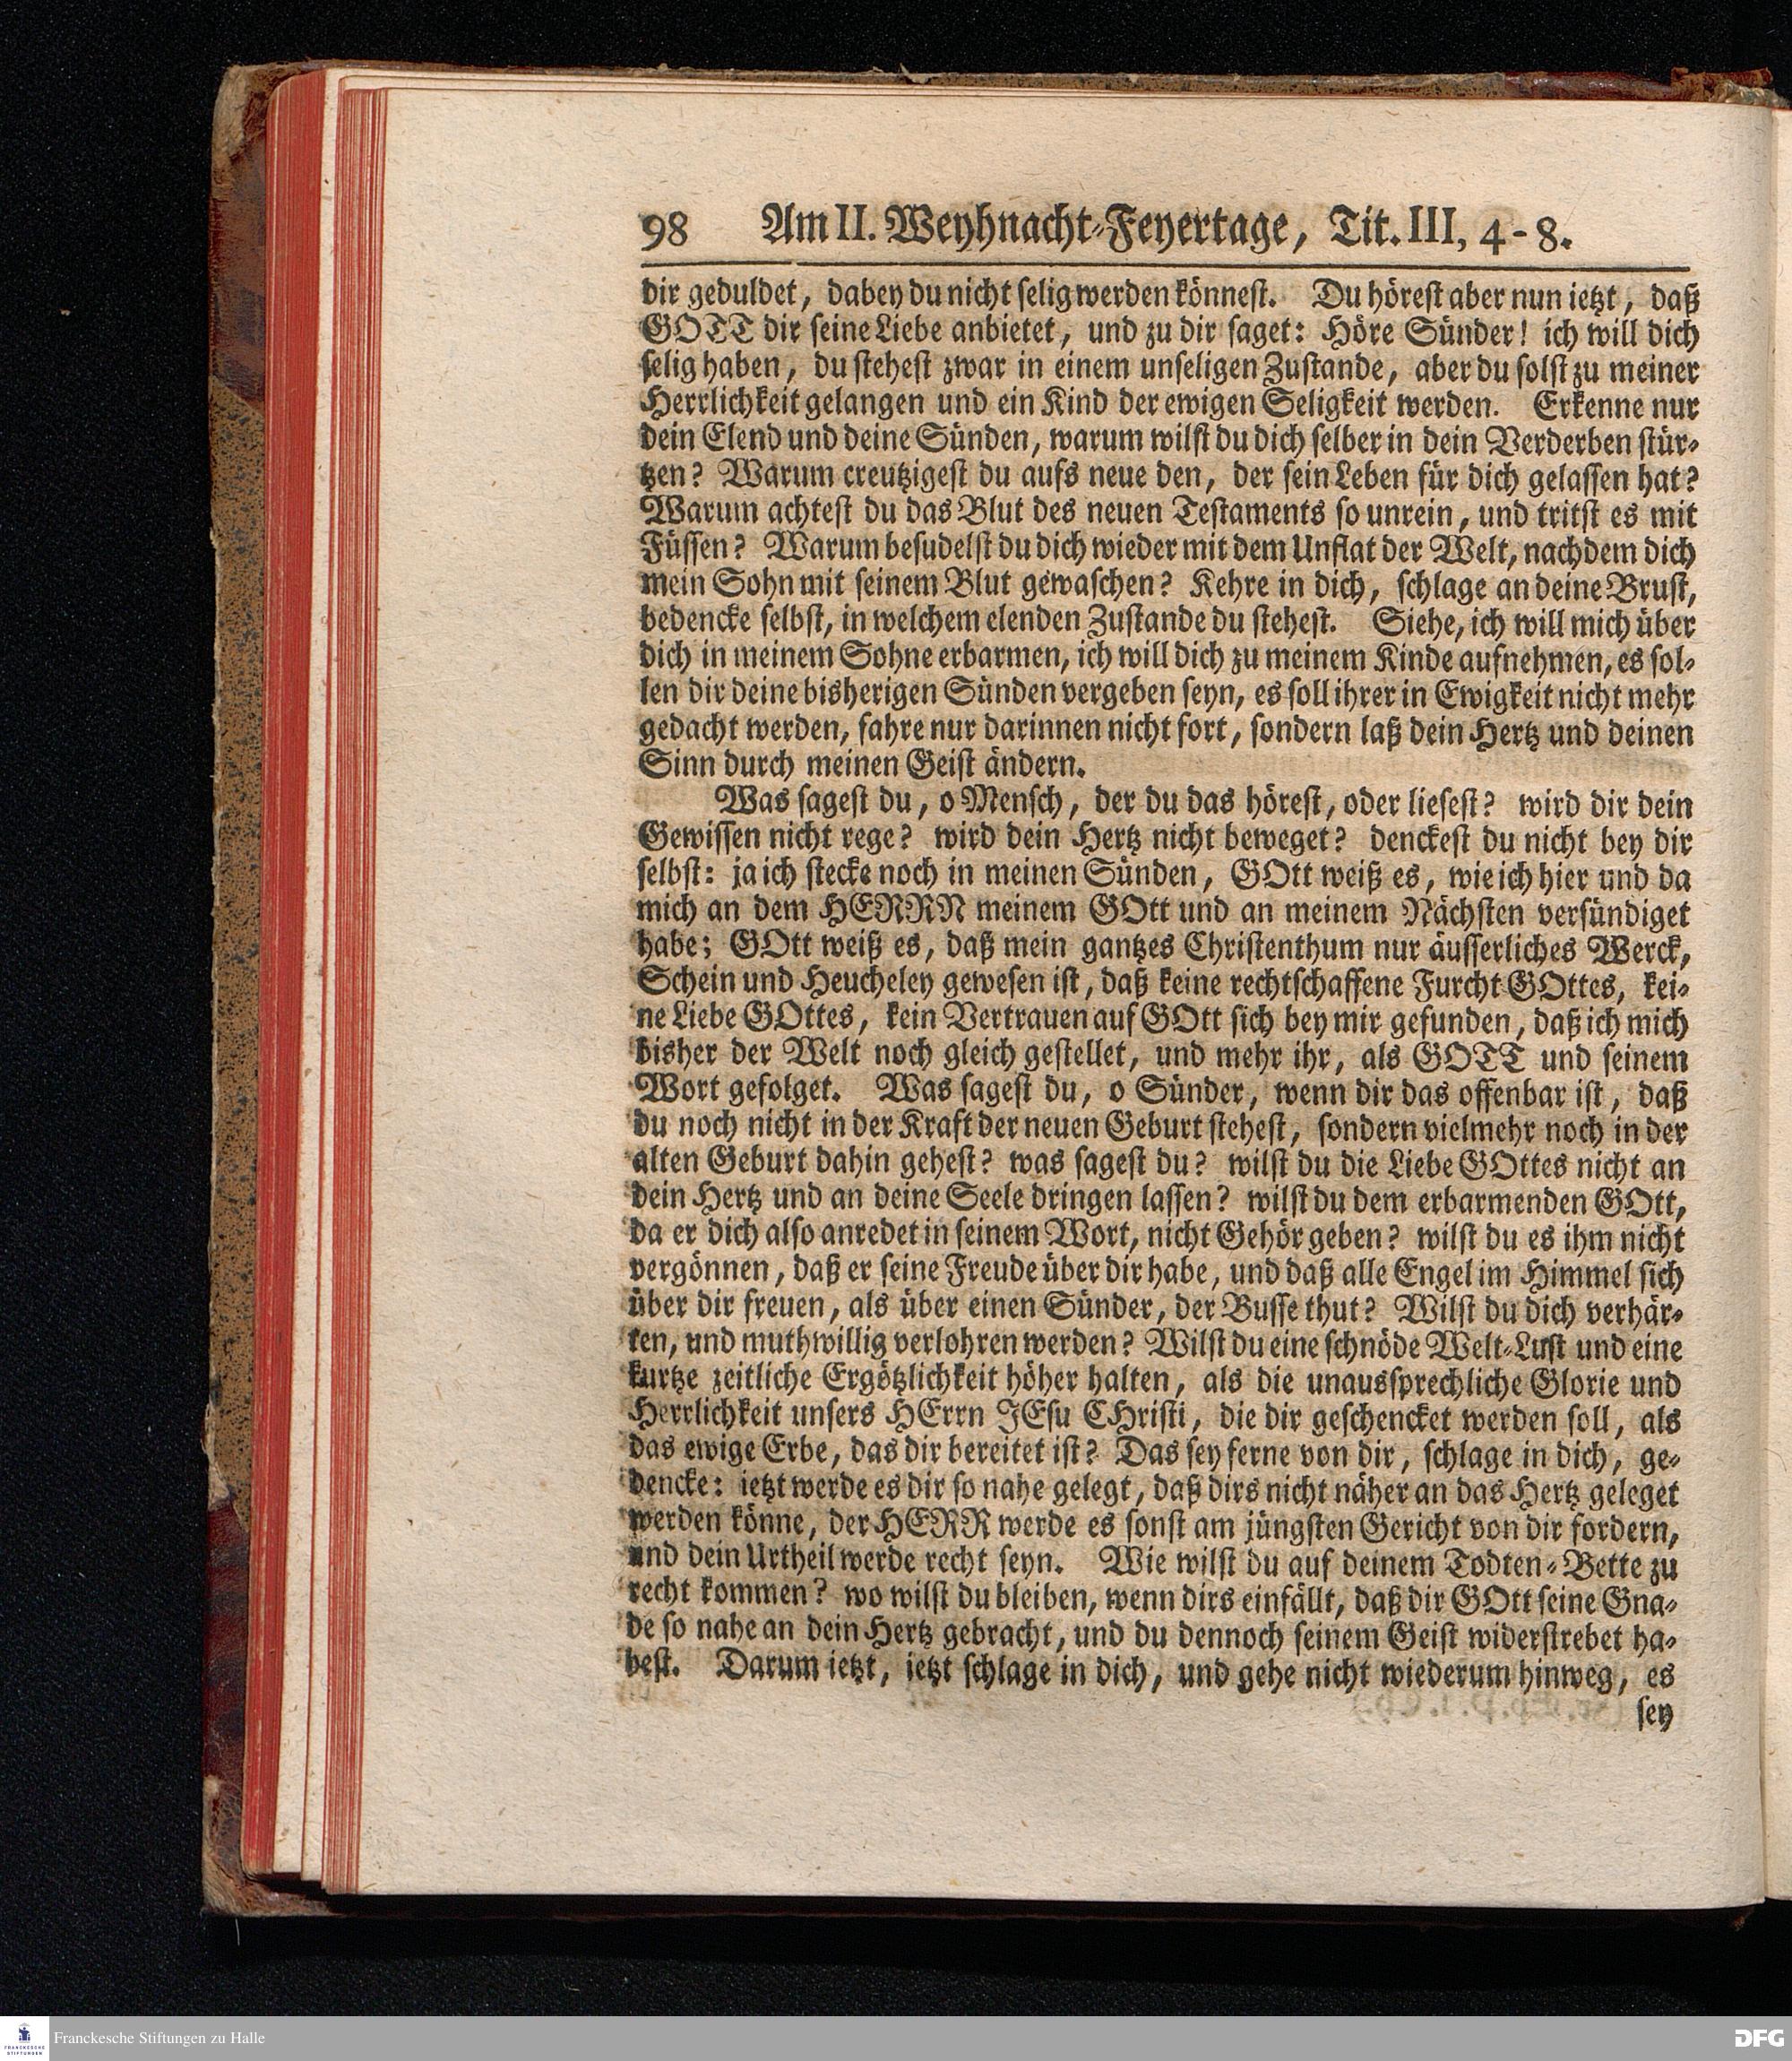 98 Am II. Weyhnacht-Feyertage, Tit. III, 4-8.
dir geduldet, dabey du nicht selig werden könnest. Du hörest aber nun ietzt, daß
GOTT dir seine Liebe anbietet, und zu dir saget: Höre Sünder! ich will dich
selig haben, du stehest zwar in einem unseligen Zustande, aber du solst zu meiner
Herrlichkeit gelangen und ein Kind der ewigen Seligkeit werden. Erkenne nur
dein Elend und deine Sünden, warum wilst du dich selber in dein Verderben stür-
tzen? Warum creutzigest du aufs neue den, der sein Leben für dich gelassen hat?
Warum achtest du das Blut des neuen Testaments so unrein, und tritst es mit
Füssen? Warum besudelst du dich wieder mit dem Unflat der Welt, nachdem dich
mein Sohn mit seinem Blut gewaschen? Kehre in dich, schlage an deine Brust,
bedencke selbst, in welchem elenden Zustande du stehest. Siehe, ich will mich über
dich in meinem Sohne erbarmen, ich will dich zu meinem Kinde aufnehmen, es sol-
len dir deine bisherigen Sünden vergeben seyn, es soll ihrer in Ewigkeit nicht mehr
gedacht werden, fahre nur darinnen nicht fort, sondern laß dein Hertz und deinen
Sinn durch meinen Geist ändern.
Was sagest du, o Mensch, der du das hörest, oder liesest? wird dir dein
Gewissen nicht rege? wird dein Hertz nicht beweget? denckest du nicht bey dir
selbst: ja ich stecke noch in meinen Sünden, GOtt weiß es, wie ich hier und da
mich an dem HERRN meinem GOtt und an meinem Nächsten versündiget
habe; GOtt weiß es, daß mein gantzes Christenthum nur äusserliches Werck,
Schein und Heucheley gewesen ist, daß keine rechtschaffene Furcht GOttes, kei-
ne Liebe GOttes, kein Vertrauen auf GOtt sich bey mir gefunden, daß ich mich
bisher der Welt noch gleich gestellet, und mehr ihr, als GOTT und seinem
Wort gefolget. Was sagest du, o Sünder, wenn dir das offenbar ist, daß
du noch nicht in der Kraft der neuen Geburt stehest, sondern vielmehr noch in der
alten Geburt dahin gehest? was sagest du? wilst du die Liebe GOttes nicht an
dein Hertz und an deine Seele dringen lassen? wilst du dem erbarmenden GOtt,
da er dich also anredet in seinem Wort, nicht Gehör geben? wilst du es ihm nicht
vergönnen, daß er seine Freude über dir habe, und daß alle Engel im Himmel sich
über dir freuen, als über einen Sünder, der Busse thut? Wilst du dich verhär-
ten, und muthwillig verlohren werden? Wilst du eine schnöde Welt-Lust und eine
kurtze zeitliche Ergötzlichkeit höher halten, als die unaussprechliche Glorie und
Herrlichkeit unsers HErrn JEsu CHristi, die dir geschencket werden soll, als
das ewige Erbe, das dir bereitet ist? Das sey ferne von dir, schlage in dich, ge-
dencke: ietzt werde es dir so nahe gelegt, daß dirs nicht näher an das Hertz geleget
werden könne, der HERR werde es sonst am jüngsten Gericht von dir fordern,
und dein Urtheil werde recht seyn. Wie wilst du auf deinem Todten-Bette zu
recht kommen? wo wilst du bleiben, wenn dirs einfällt, daß dir GOtt seine Gna-
de so nahe an dein Hertz gebracht, und du dennoch seinem Geist widerstrebet ha-
best. Darum ietzt, ietzt schlage in dich, und gehe nicht wiederum hinweg, es
sey
FRANCKESCHE
STIFTUNGEN
Franckesche Stiftungen zu Halle
DFG